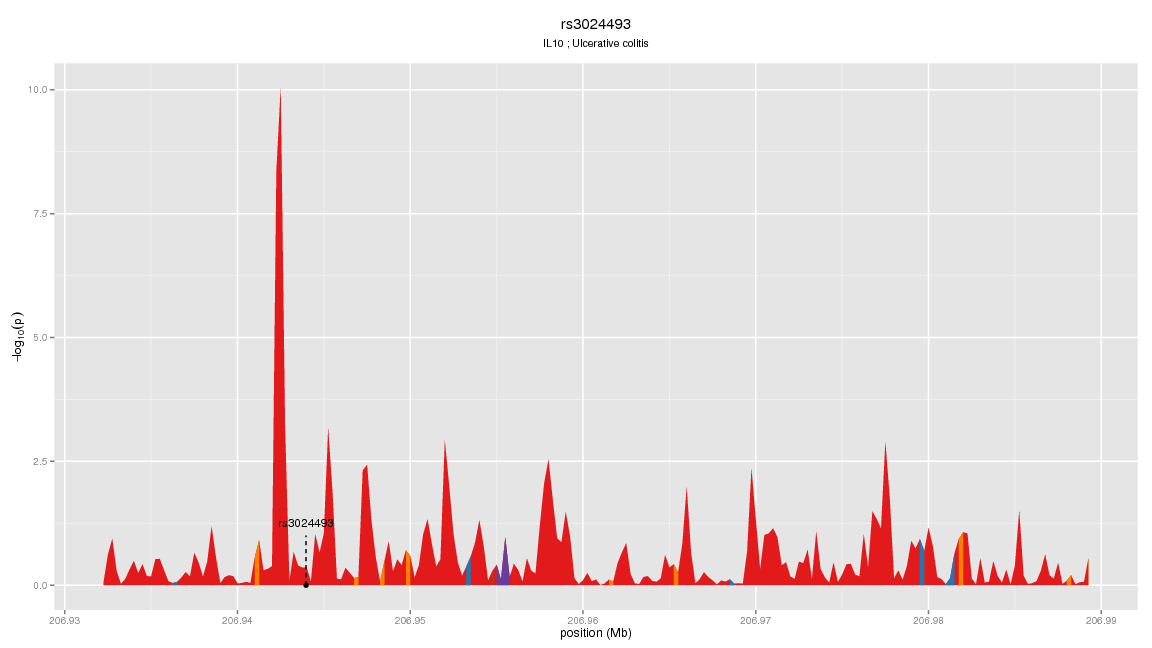 rs3024493
IL10 ; Ulcerative colitis
10.0
7.5
5.0
2.5
0.0
−log10(p)
rs3024493
206.93 206.94 206.95 206.96 206.97 206.98 206.99
position (Mb)